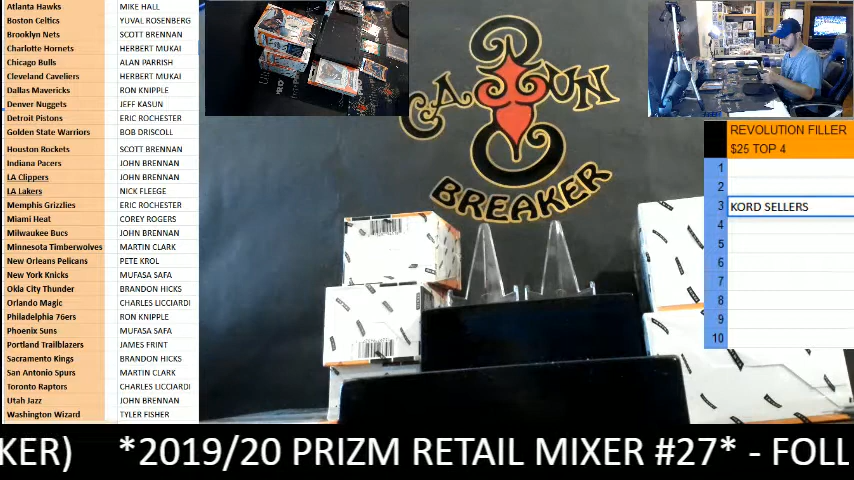 Atlanta Hawks MIKE HALL
Boston Celtics YUVAL ROSENBERG
Brooklyn Nets SCOTT BRENNAN
Charlotte Hornets HERBERT MUKAI
Chicago Bulls ALAN PARRISH
Cleveland Cavaliers HERBERT MUKAI
Dallas Mavericks RON KNIPPLE
Denver Nuggets JEFF KASUN
Detroit Pistons ERIC ROCHESTER
Golden State Warriors BOB DRISCOLL
Houston Rockets SCOTT BRENNAN
Indiana Pacers JOHN BRENNAN
LA Clippers JOHN BRENNAN
LA Lakers NICK FLEEGE
Memphis Grizzlies ERIC ROCHESTER
Miami Heat COREY ROGERS
Milwaukee Bucs JOHN BRENNAN
Minnesota Timberwolves MARTIN CLARK
New Orleans Pelicans PETE KROL
New York Knicks MUFASA SAFA
Okla City Thunder BRANDON HICKS
Orlando Magic CHARLES LICCIARDI
Philadelphia 76ers RON KNIPPLE
Phoenix Suns MUFASA SAFA
Portland Trailblazers JAMES FRINT
Sacramento Kings BRANDON HICKS
San Antonio Spurs MARTIN CLARK
Toronto Raptors CHARLES LICCIARDI
Utah Jazz JOHN BRENNAN
Washington Wizard TYLER FISHER
CAJUN
BREAKER
REVOLUTION FILLER
$25 TOP 4
1
2
3 KORD SELLERS
4
5
6
7
8
9
10
KER) *2019/20 PRIZM RETAIL MIXER #27* - FOLL